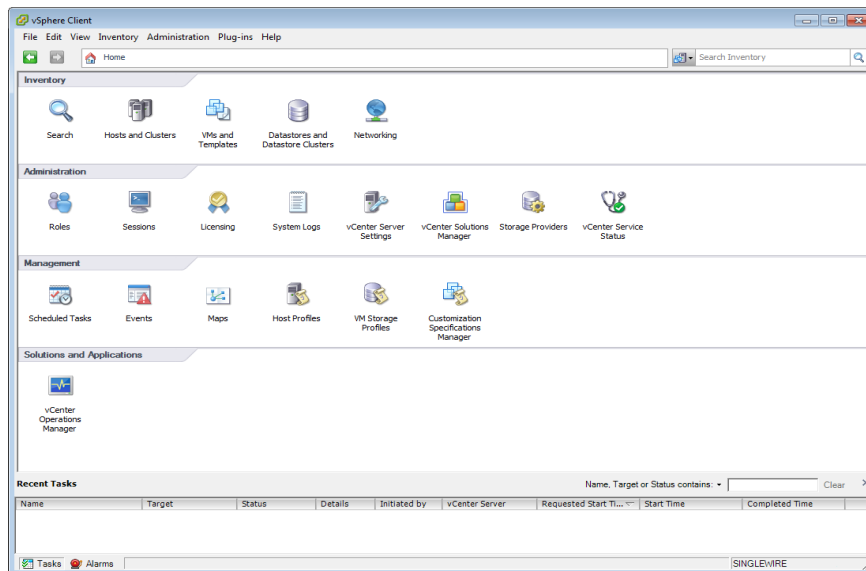 vSphere Client
File Edit View Inventory Administration Plug-ins Help
Home
Search Inventory
Inventory
Search
Hosts and Clusters
VMs and
Templates
Datastores and
Datastore Clusters
Networking
Administration
Roles
Sessions
Licensing
System Logs
vCenter Server
Settings
vCenter Solutions
Manager
Storage Providers
vCenter Service
Status
Management
Scheduled Tasks
Events
Maps
Host Profiles
VM Storage
Profiles
Customization
Specifications
Manager
Solutions and Applications
vCenter
Operations
Manager
Recent Tasks
Name, Target or Status contains:
Clear
Name Target Status Details Initiated by vCenter Server Requested Start Ti... Start Time Completed Time
Tasks Alarms
SINGLEWIRE